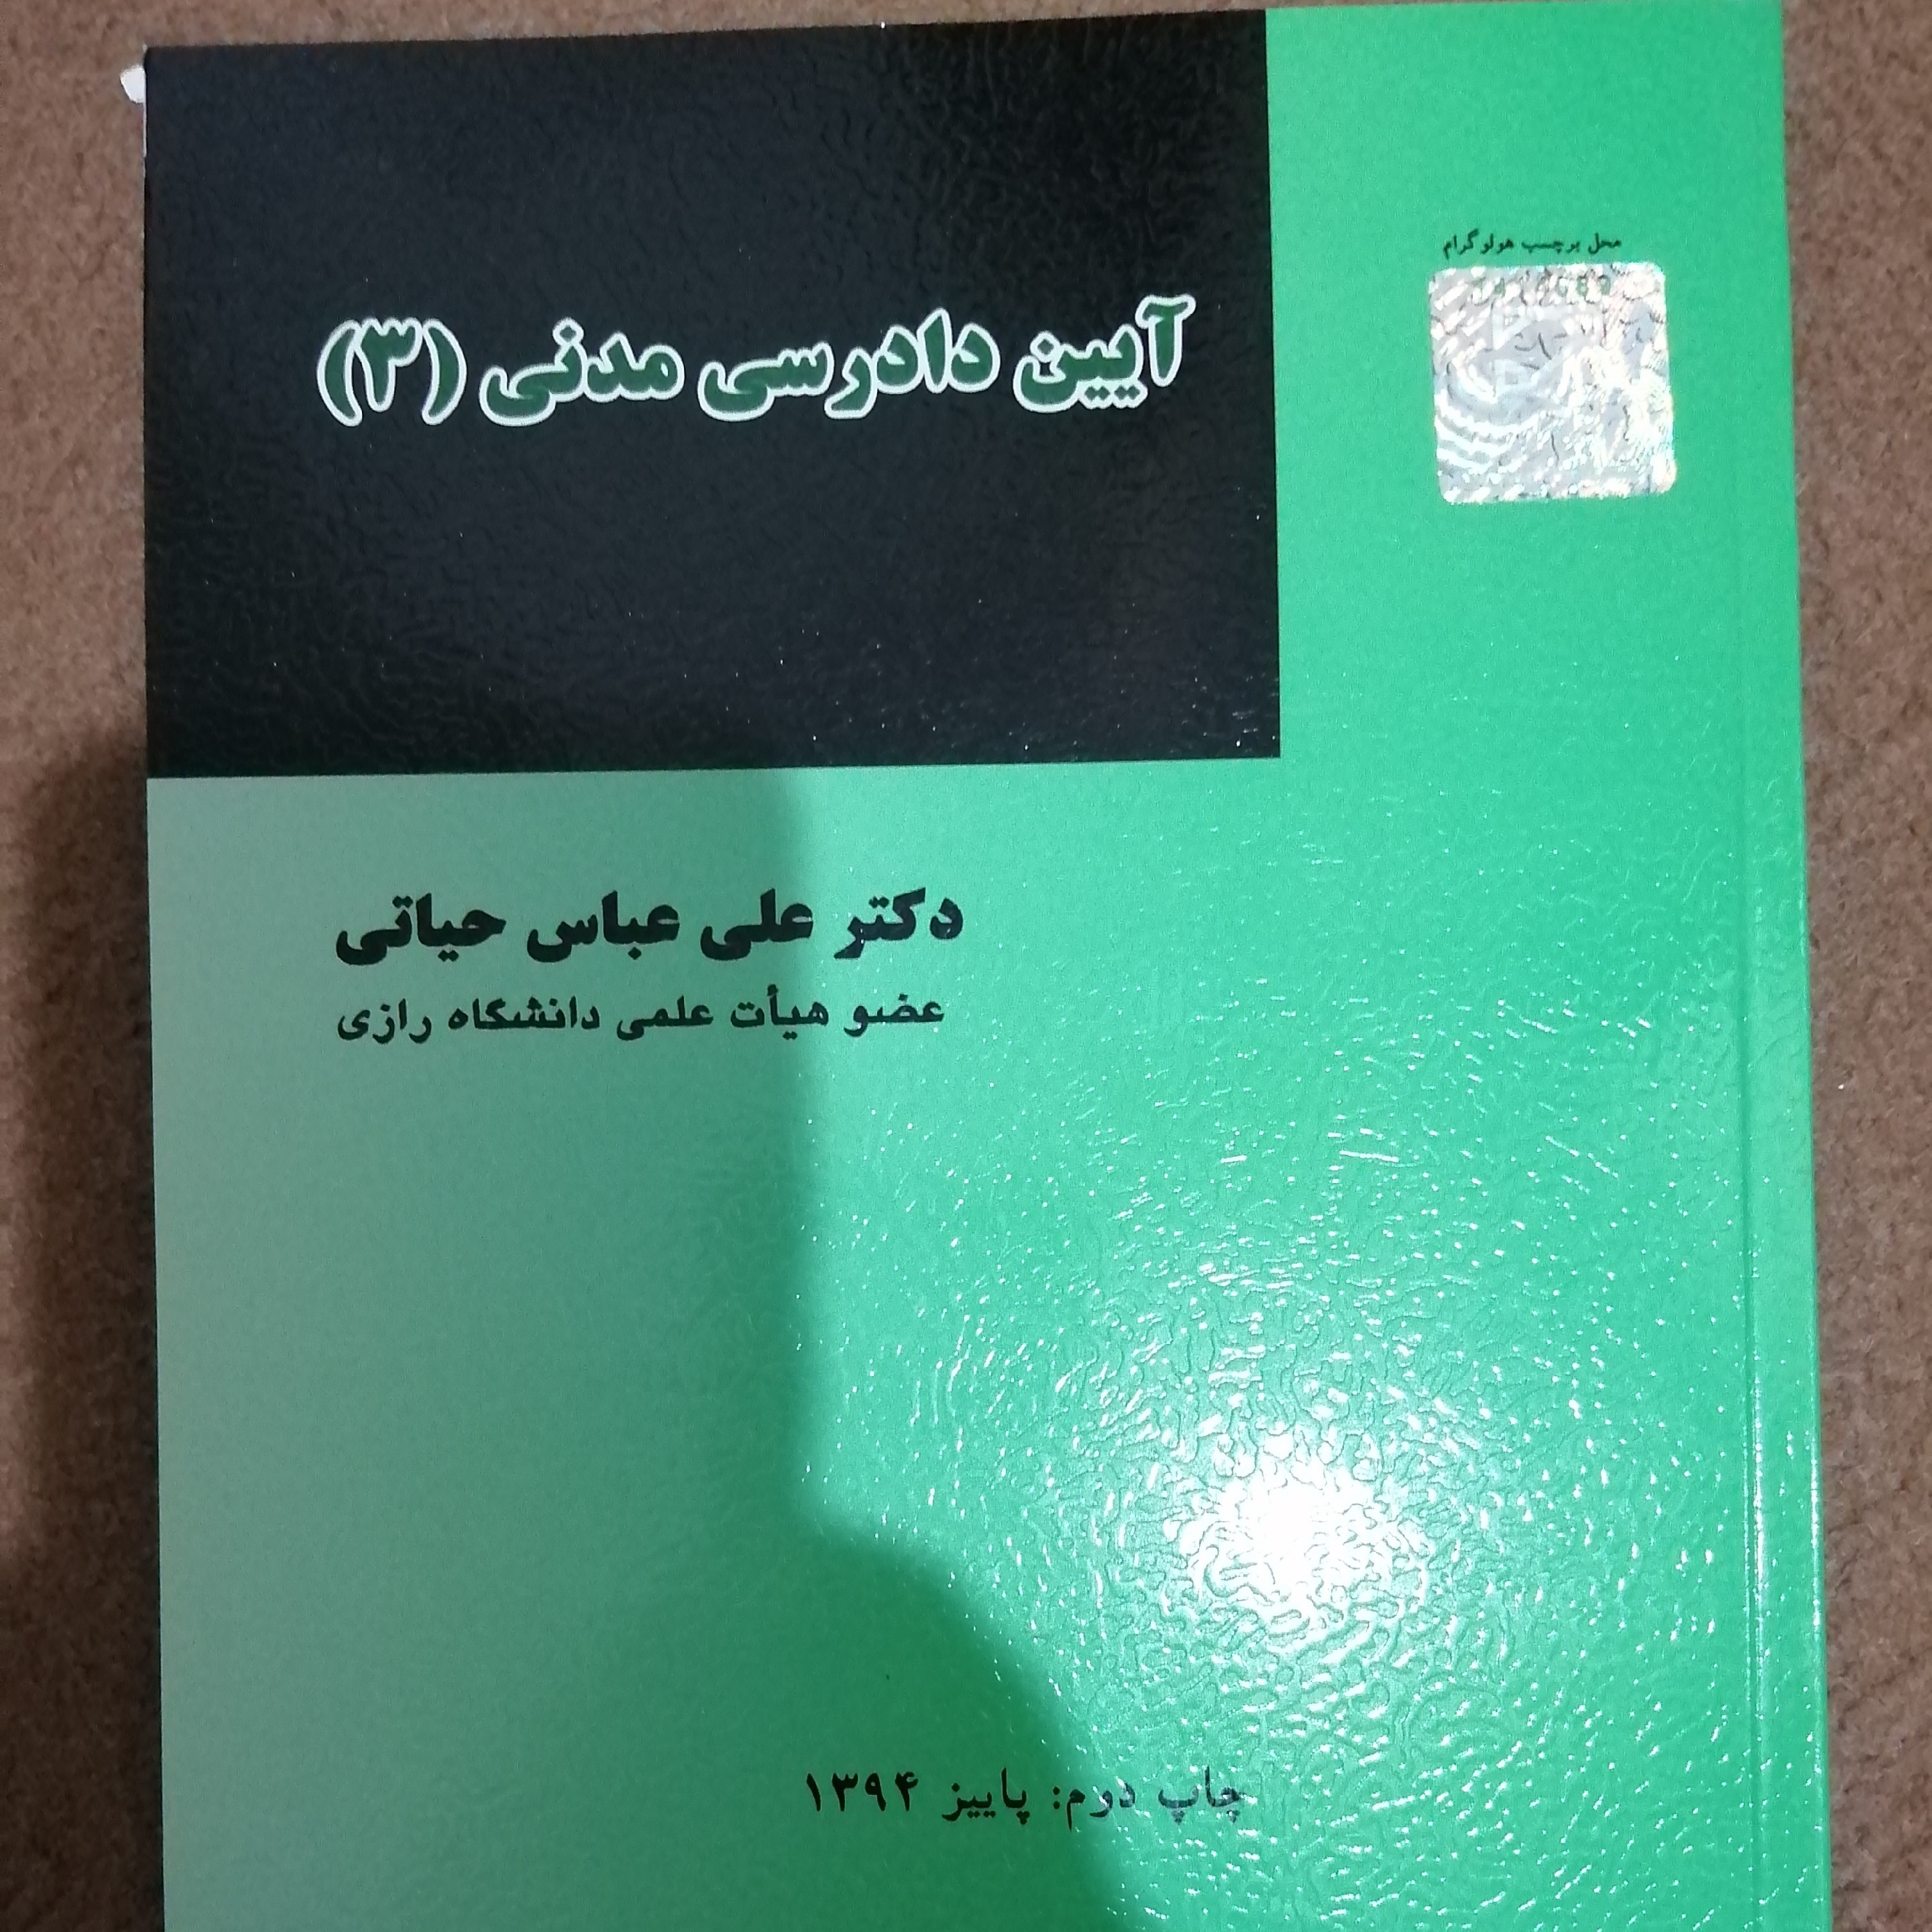 محل برچسب هولوگرام
آیین دادرسی مدنی (۳)
دکتر علی عباس حیاتی
عضو هیأت علمی دانشگاه رازی
چاپ دوم: پاییز ۱۳۹۴